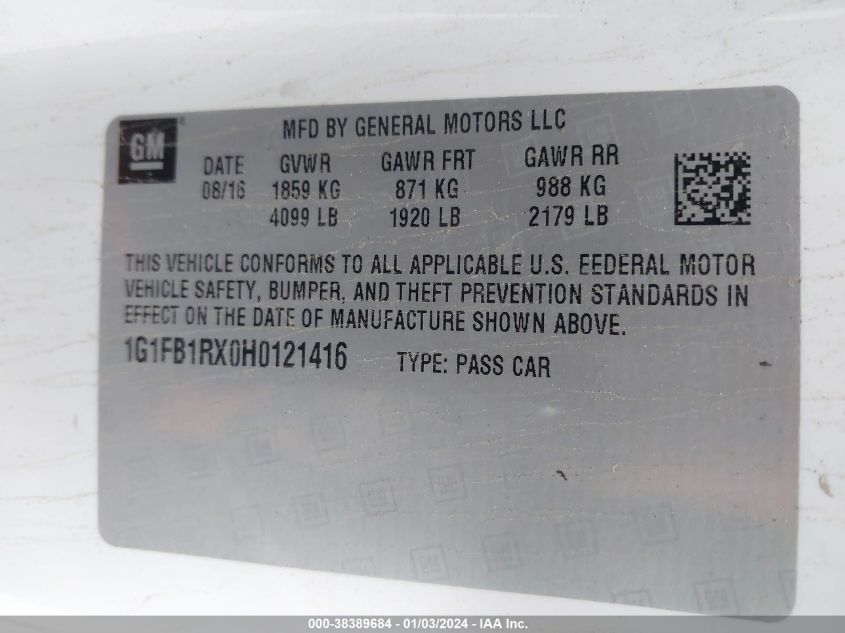 GM
MFD BY GENERAL MOTORS LLC
DATE GVWR GAWR FRT GAWR RR
08/16 1859 KG 871 KG 988 KG
4099 LB 1920 LB 2179 LB
THIS VEHICLE CONFORMS TO ALL APPLICABLE U.S. EEDERAL MOTOR
VEHICLE SAFETY, BUMPER, AND THEFT PREVENTION STANDARDS IN
EFFECT ON THE DATE OF MANUFACTURE SHOWN ABOVE.
1G1FB1RX0H0121416 TYPE: PASS CAR
000-38389684 - 01/03/2024 - IAA Inc.